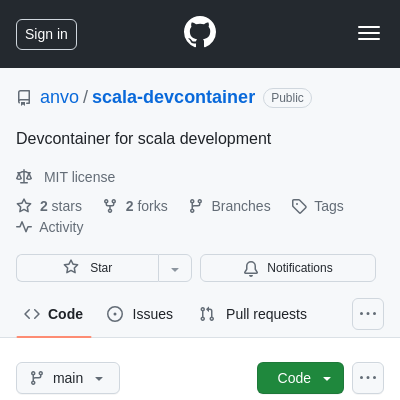 Sign in
anvo / scala-devcontainer Public
Devcontainer for scala development
MIT license
2 stars 2 forks Branches Tags
Activity
Star Notifications
Code Issues Pull requests
main Code